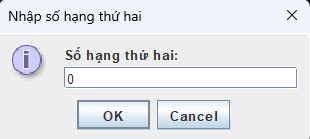 Nhập số hạng thứ hai
Số hạng thứ hai:
0
OK Cancel